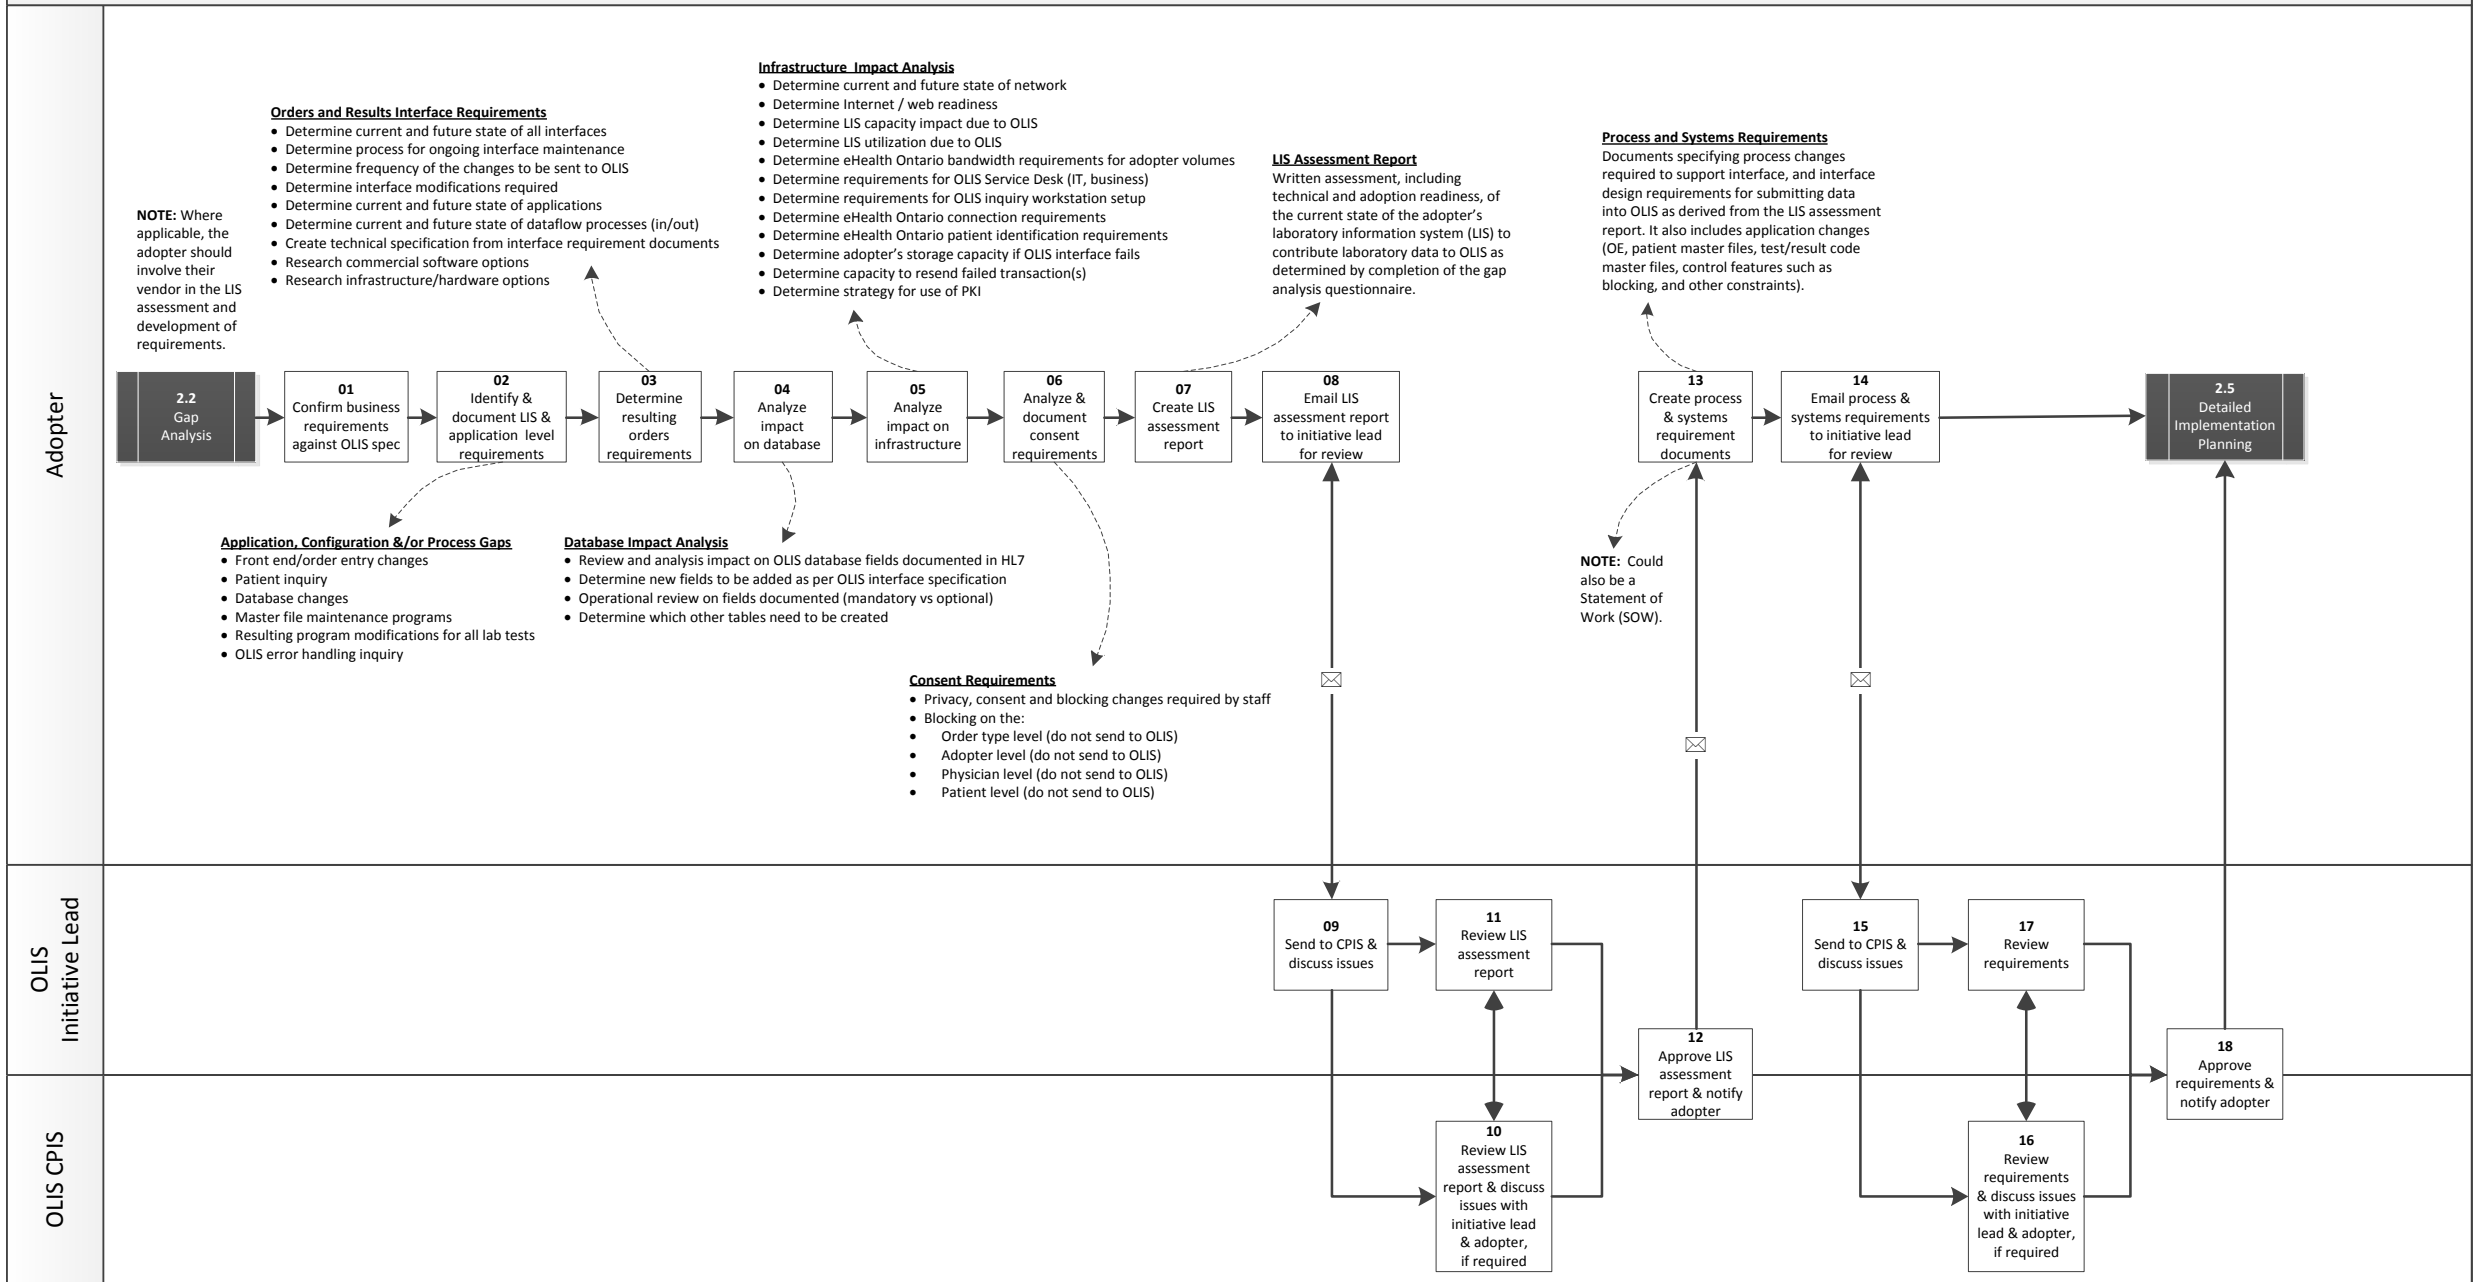 Adopter
NOTE: Where
applicable, the
adopter should
involve their
vendor in the LIS
assessment and
development of
requirements.
Orders and Results Interface Requirements
• Determine current and future state of all interfaces
• Determine process for ongoing interface maintenance
• Determine frequency of the changes to be sent to OLIS
• Determine interface modifications required
• Determine current and future state of applications
• Determine current and future state of dataflow processes (in/out)
• Create technical specification from interface requirement documents
• Research commercial software options
• Research infrastructure/hardware options
Infrastructure Impact Analysis
• Determine current and future state of network
• Determine Internet / web readiness
• Determine LIS capacity impact due to OLIS
• Determine LIS utilization due to OLIS
• Determine eHealth Ontario bandwidth requirements for adopter volumes
• Determine requirements for OLIS Service Desk (IT, business)
• Determine requirements for OLIS inquiry workstation setup
• Determine eHealth Ontario connection requirements
• Determine eHealth Ontario patient identification requirements
• Determine adopter's storage capacity if OLIS interface fails
• Determine capacity to resend failed transaction(s)
• Determine strategy for use of PKI
LIS Assessment Report
Written assessment, including
technical and adoption readiness, of
the current state of the adopter's
laboratory information system (LIS) to
contribute laboratory data to OLIS as
determined by completion of the gap
analysis questionnaire.
Process and Systems Requirements
Documents specifying process changes
required to support interface, and interface
design requirements for submitting data
into OLIS as derived from the LIS assessment
report. It also includes application changes
(OE, patient master files, test/result code
master files, control features such as
blocking, and other constraints).
2.2
Gap
Analysis
01
Confirm business
requirements
against OLIS spec
02
Identify &
document LIS &
application level
requirements
03
Determine
resulting
orders
requirements
04
Analyze
impact
on database
05
Analyze
impact on
infrastructure
06
Analyze &
document
consent
requirements
07
Create LIS
assessment
report
08
Email LIS
assessment report
to initiative lead
for review
13
Create process
& systems
requirement
documents
14
Email process &
systems requirements
to initiative lead
for review
2.5
Detailed
Implementation
Planning
Application, Configuration &/or Process Gaps
• Front end/order entry changes
• Patient inquiry
• Database changes
• Master file maintenance programs
• Resulting program modifications for all lab tests
• OLIS error handling inquiry
Database Impact Analysis
• Review and analysis impact on OLIS database fields documented in HL7
• Determine new fields to be added as per OLIS interface specification
• Operational review on fields documented (mandatory vs optional)
• Determine which other tables need to be created
Consent Requirements
• Privacy, consent and blocking changes required by staff
• Blocking on the:
• Order type level (do not send to OLIS)
• Adopter level (do not send to OLIS)
• Physician level (do not send to OLIS)
• Patient level (do not send to OLIS)
NOTE: Could
also be a
Statement of
Work (SOW).
OLIS
Initiative Lead
09
Send to CPIS &
discuss issues
11
Review LIS
assessment
report
12
Approve LIS
assessment
report & notify
adopter
15
Send to CPIS &
discuss issues
17
Review
requirements
18
Approve
requirements &
notify adopter
OLIS CPIS
10
Review LIS
assessment
report & discuss
issues with
initiative lead
& adopter,
if required
16
Review
requirements
& discuss issues
with initiative
lead & adopter,
if required